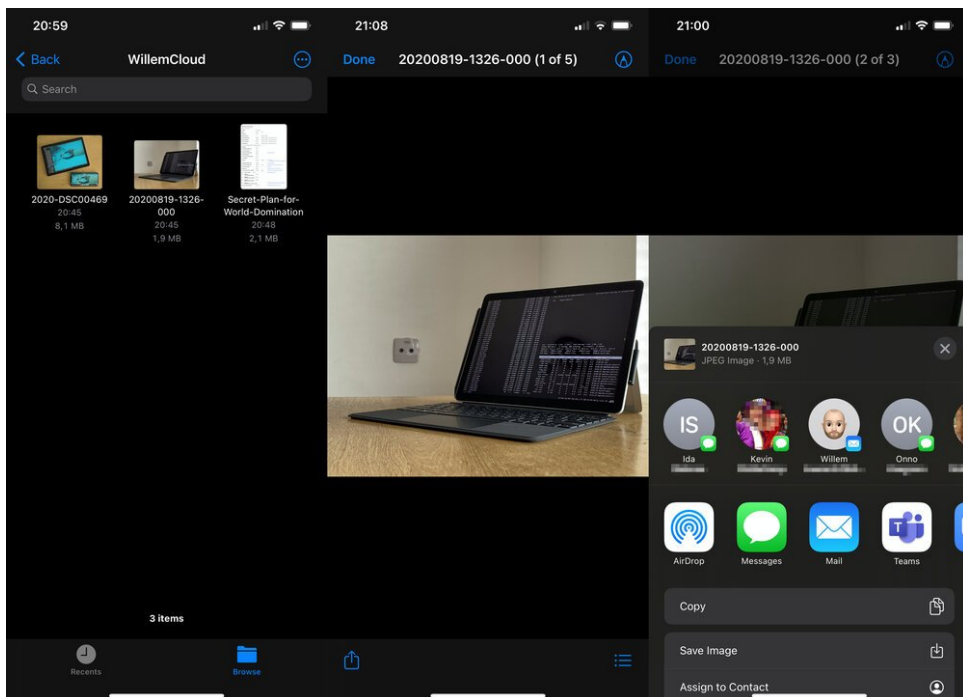 20:59
Back
WillemCloud
Search
2020-DSC00469
20:45
8,1 MB
20200819-1326-
000
20:45
1,9 MB
Secret-Plan-for-
World-Domination
20:48
2,1 MB
3 items
Recents
Browse
21:08
Done
20200819-1326-000 (1 of 5)
21:00
Done
20200819-1326-000 (2 of 3)
20200819-1326-000
JPEG Image · 1,9 MB
IS
OK
Ida
Kevin
Willem
Onno
T
AirDrop
Messages
Mail
Teams
Copy
Save Image
Assign to Contact